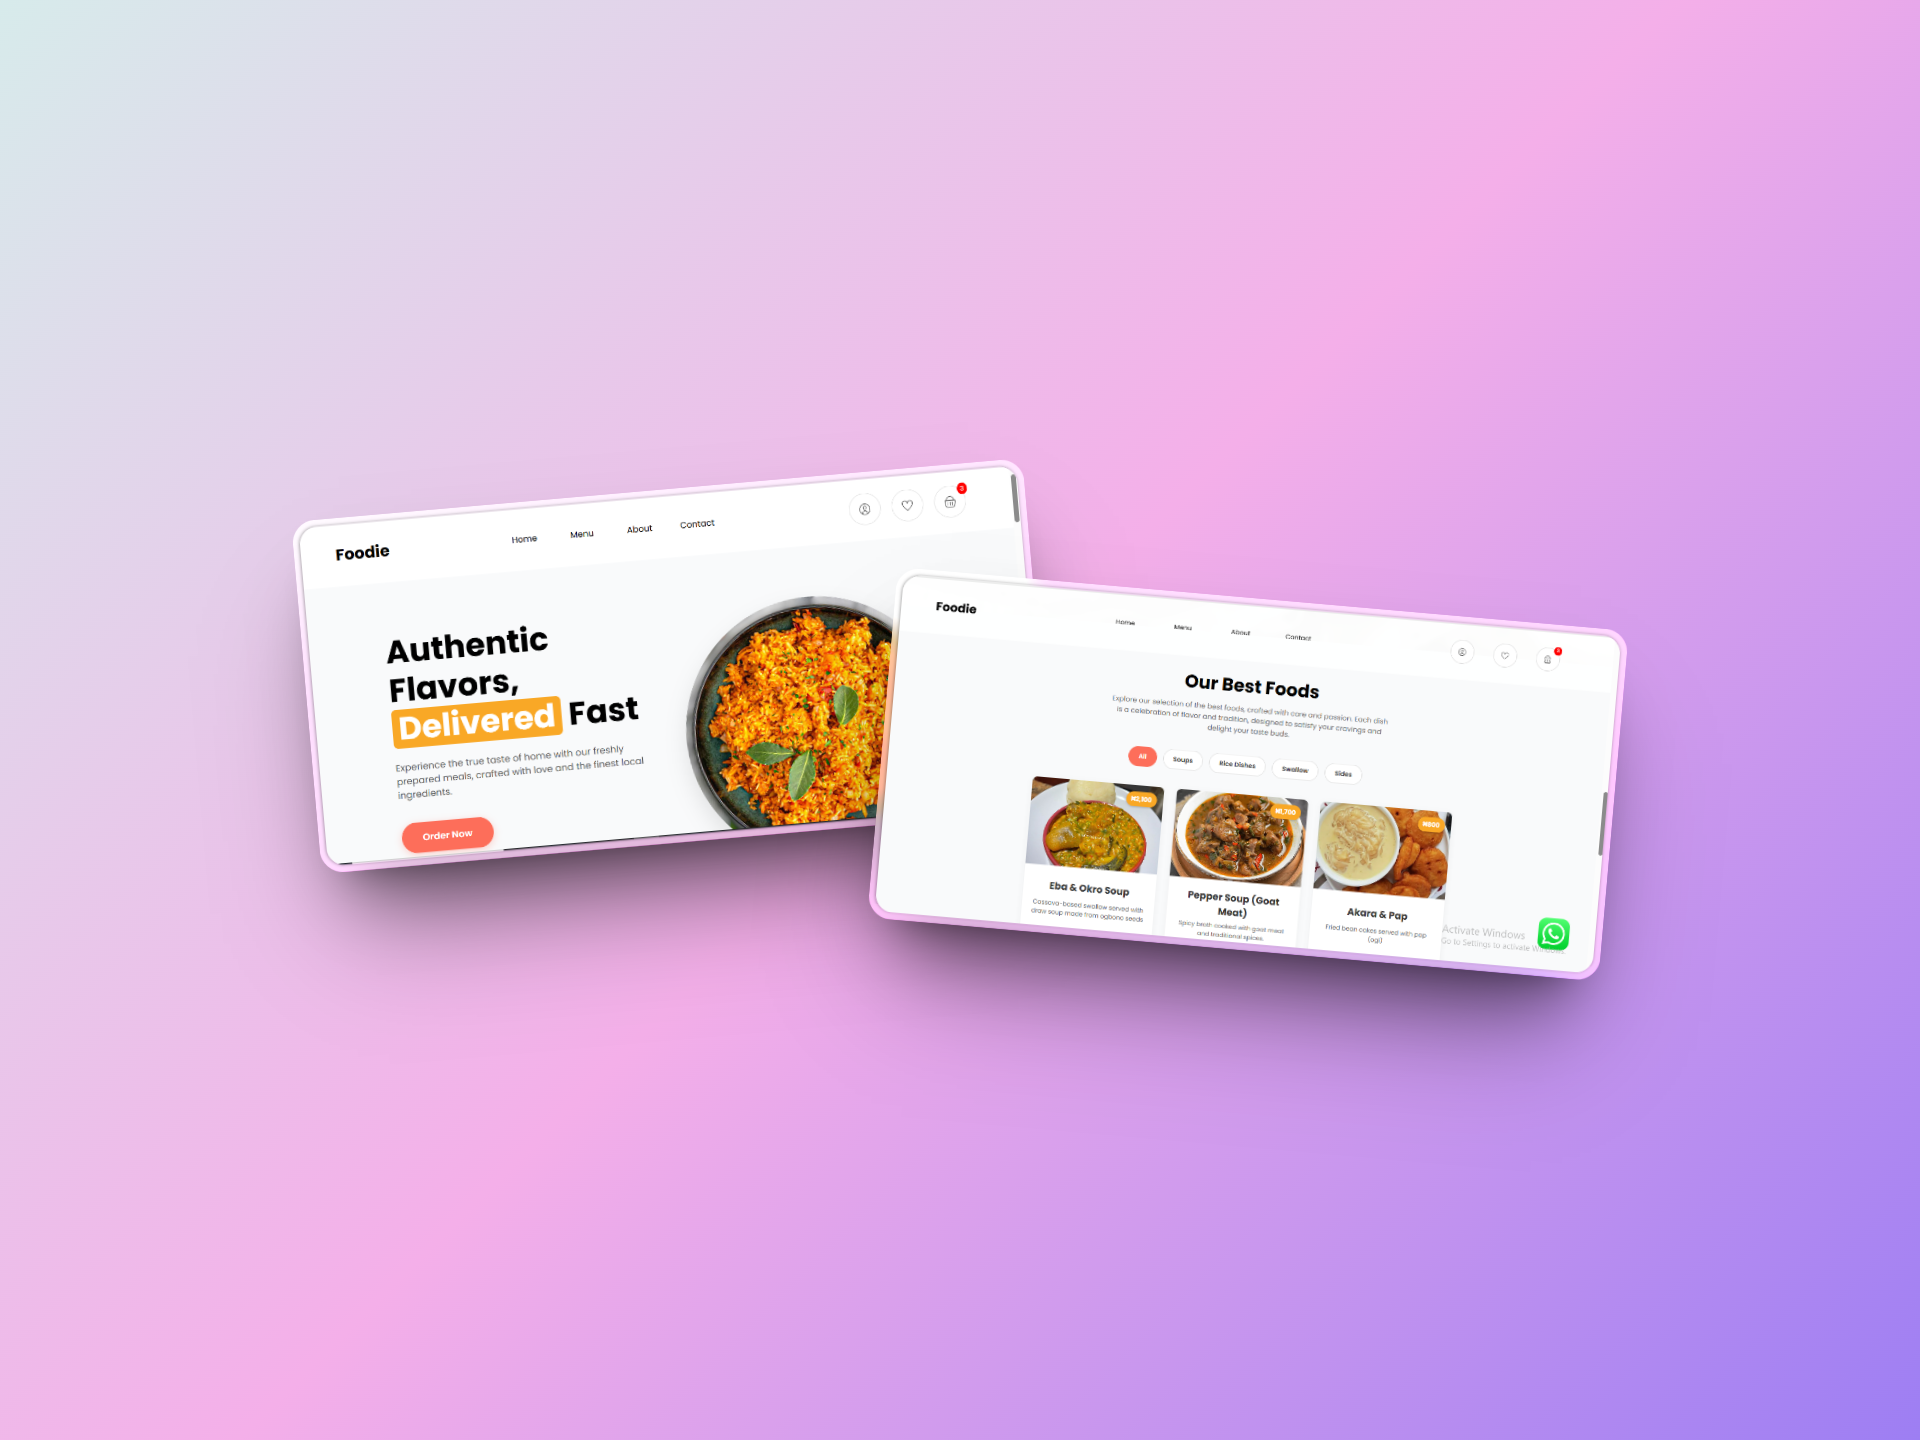 Foodie
Home Menu About Contact
3
Authentic
Flavors,
Delivered Fast
Experience the true taste of home with our freshly
prepared meals, crafted with love and the finest local
ingredients.
Order Now
Foodie
Home Menu About Contact
Our Best Foods
Explore our selection of the best foods, crafted with care and passion. Each dish
is a celebration of flavor and tradition, designed to satisfy your cravings and
delight your taste buds.
All Soups Rice Dishes Swallow Sides
₦1,700
₦800
Eba & Okro Soup
Cassava-based swallow served with
draw soup made from ogbono seeds
Pepper Soup (Goat
Meat)
Spicy broth cooked with goat meat
and traditional spices.
Akara & Pap
Fried bean cakes served with pap
(ogi)
Activate Windows
Go to Settings to activate Windows.